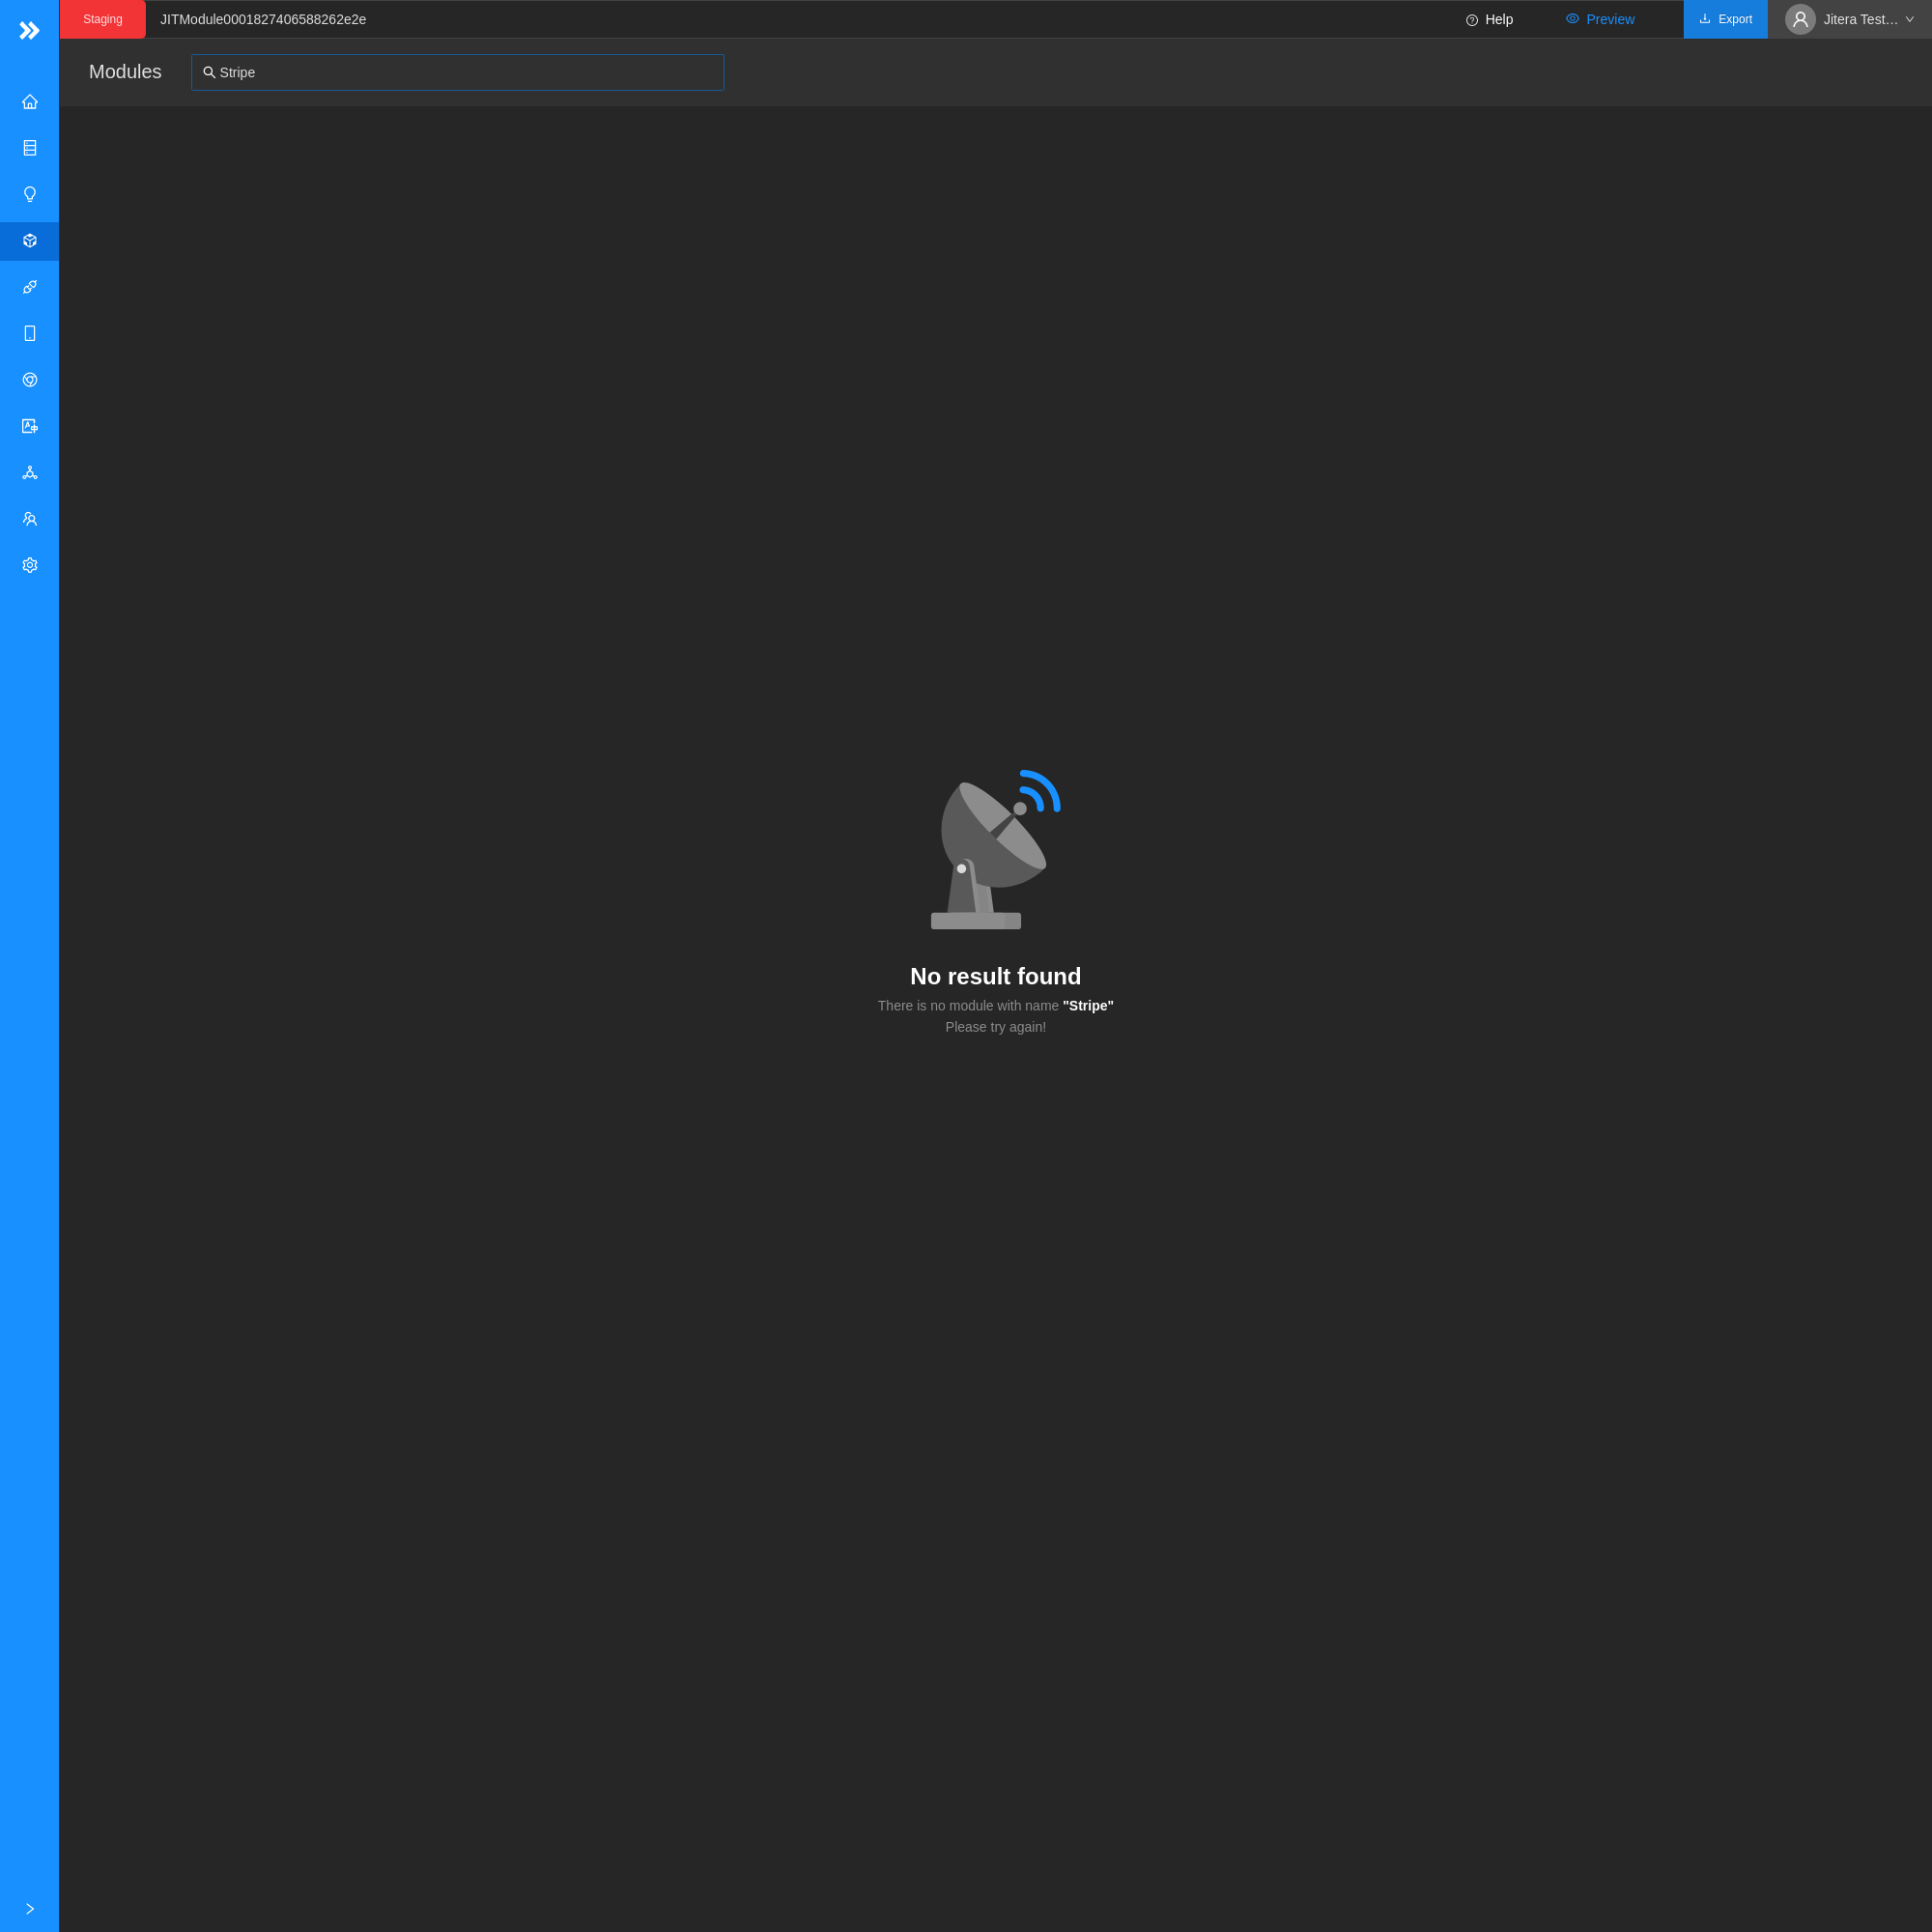 Staging
JITModule0001827406588262e2e
Help
Preview
Export
Jitera Test…
Modules
Stripe
No result found
There is no module with name "Stripe"
Please try again!